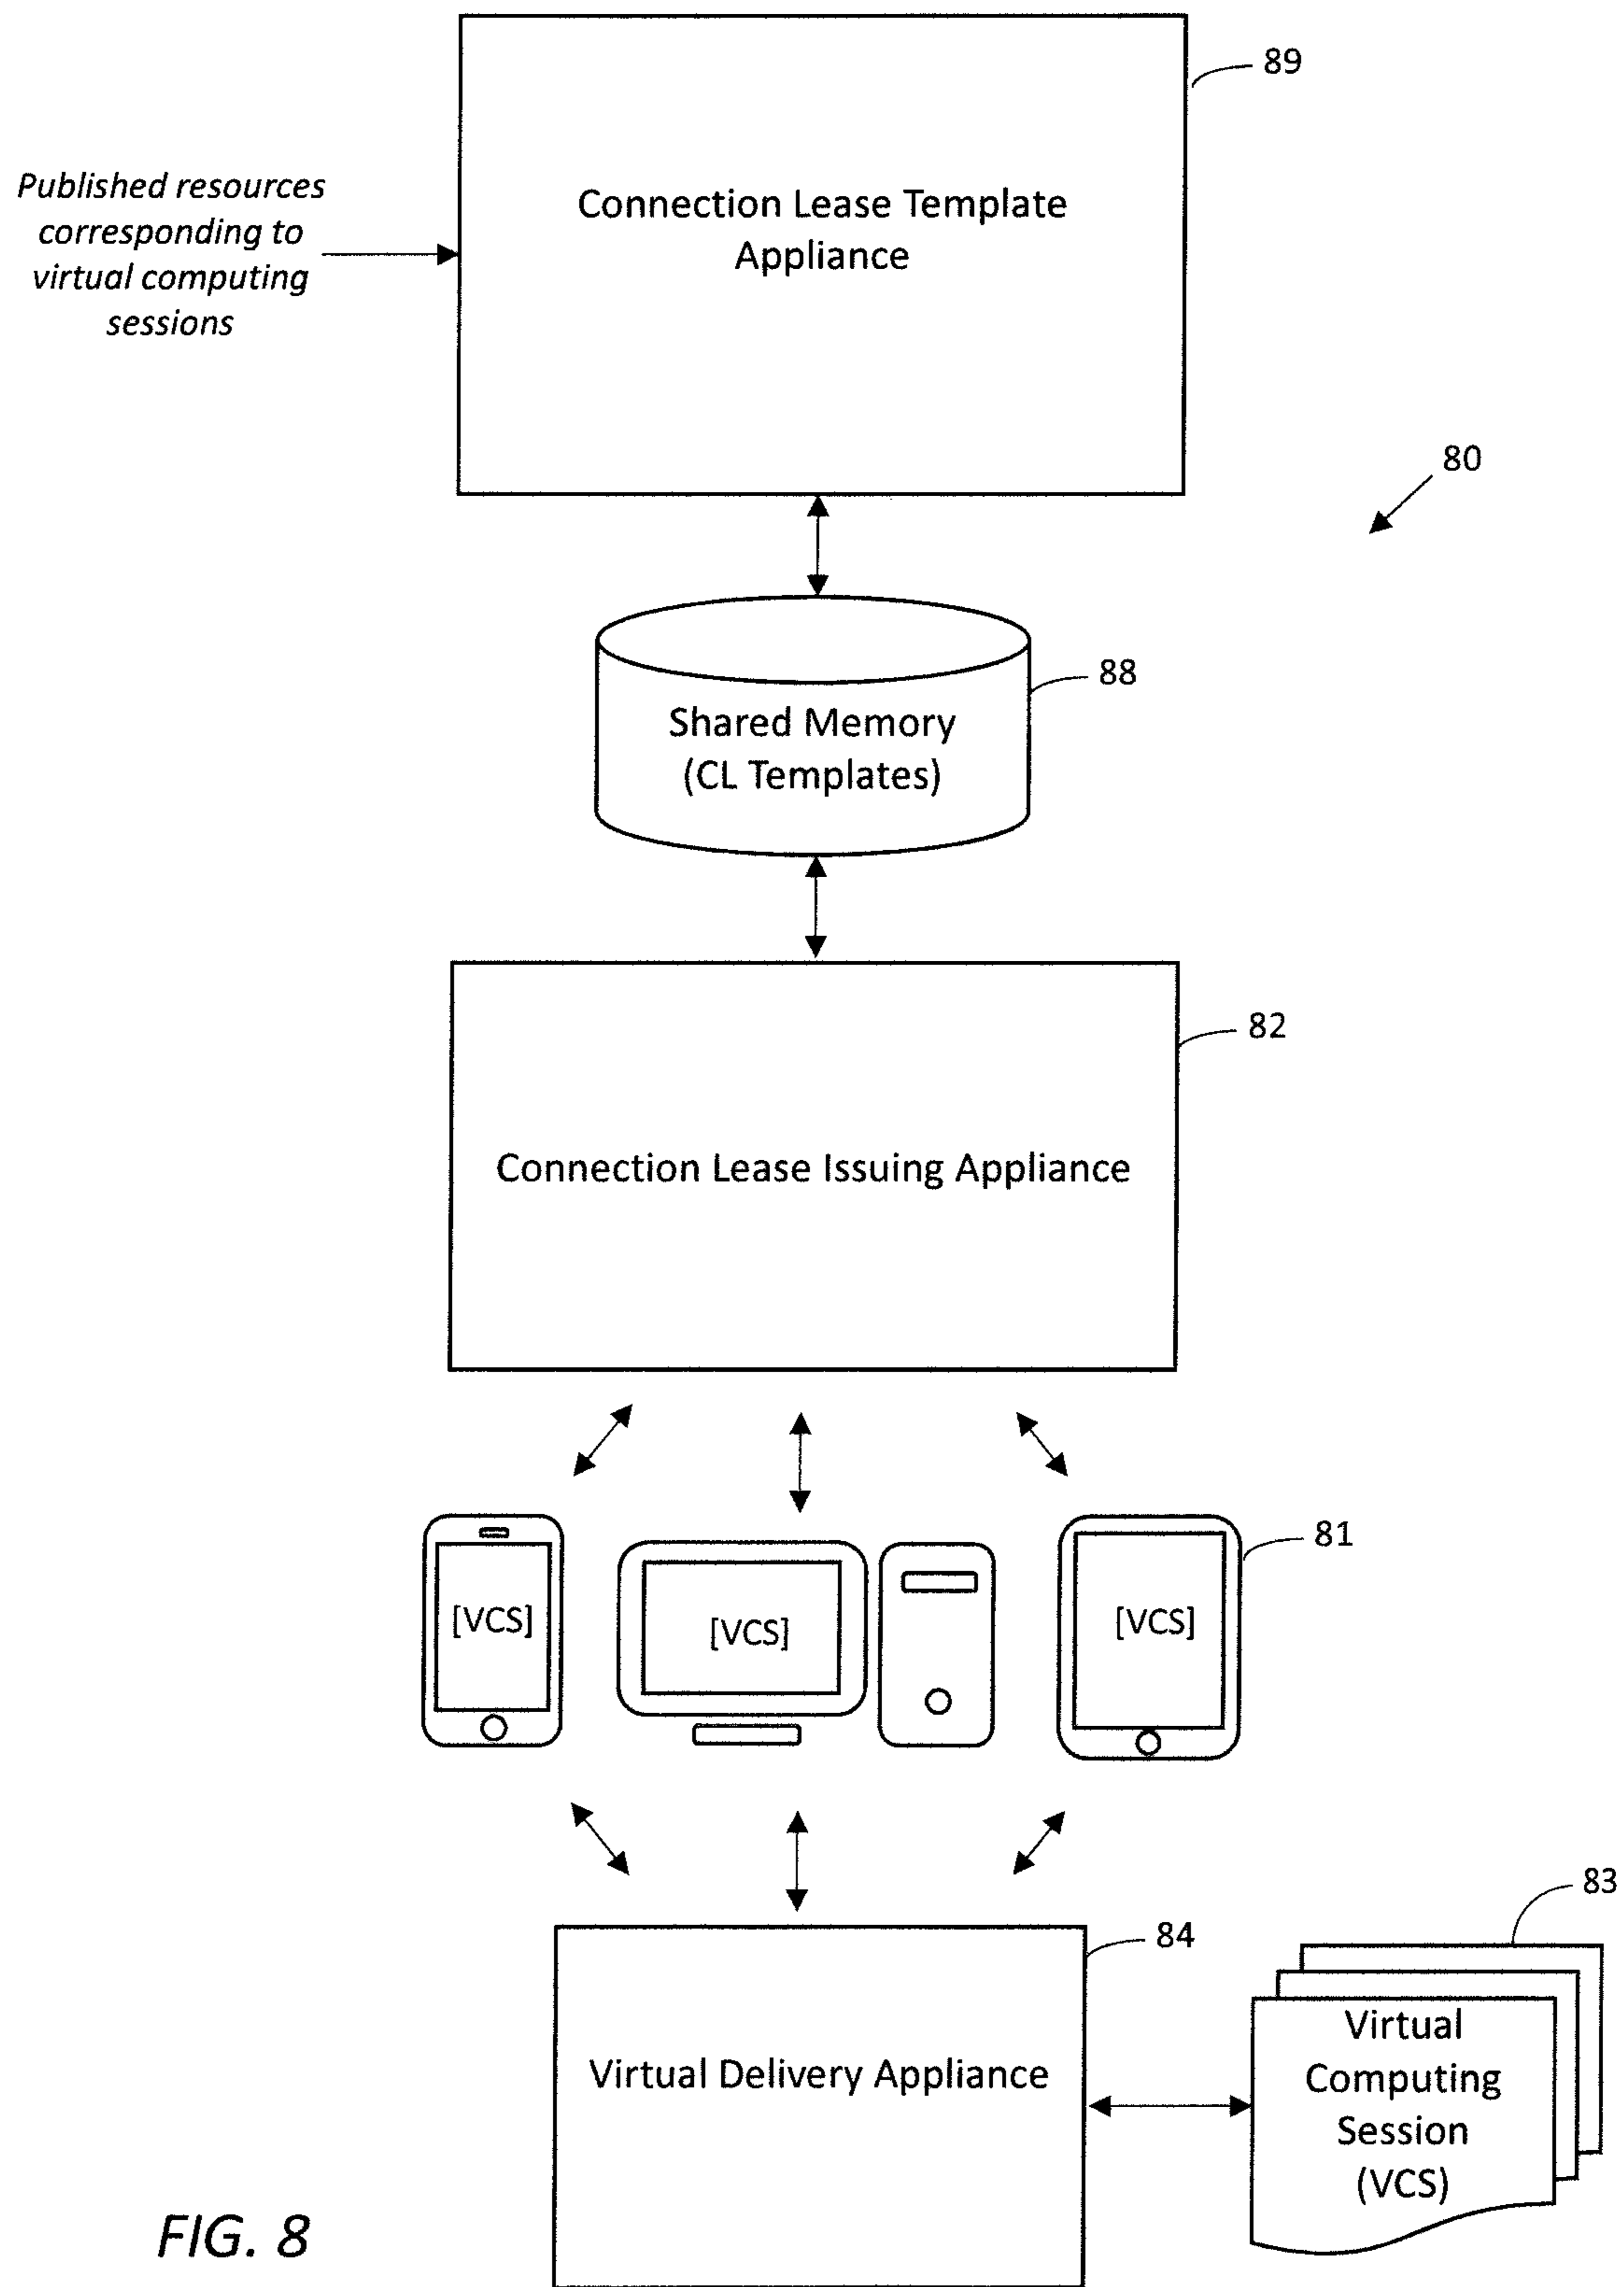 89
Published resources
corresponding to
virtual computing
sessions
Connection Lease Template
Appliance
80
88
Shared Memory
(CL Templates)
82
Connection Lease Issuing Appliance
81
[VCS]
[VCS]
[VCS]
83
84
Virtual Delivery Appliance
Virtual
Computing
Session
(VCS)
FIG. 8